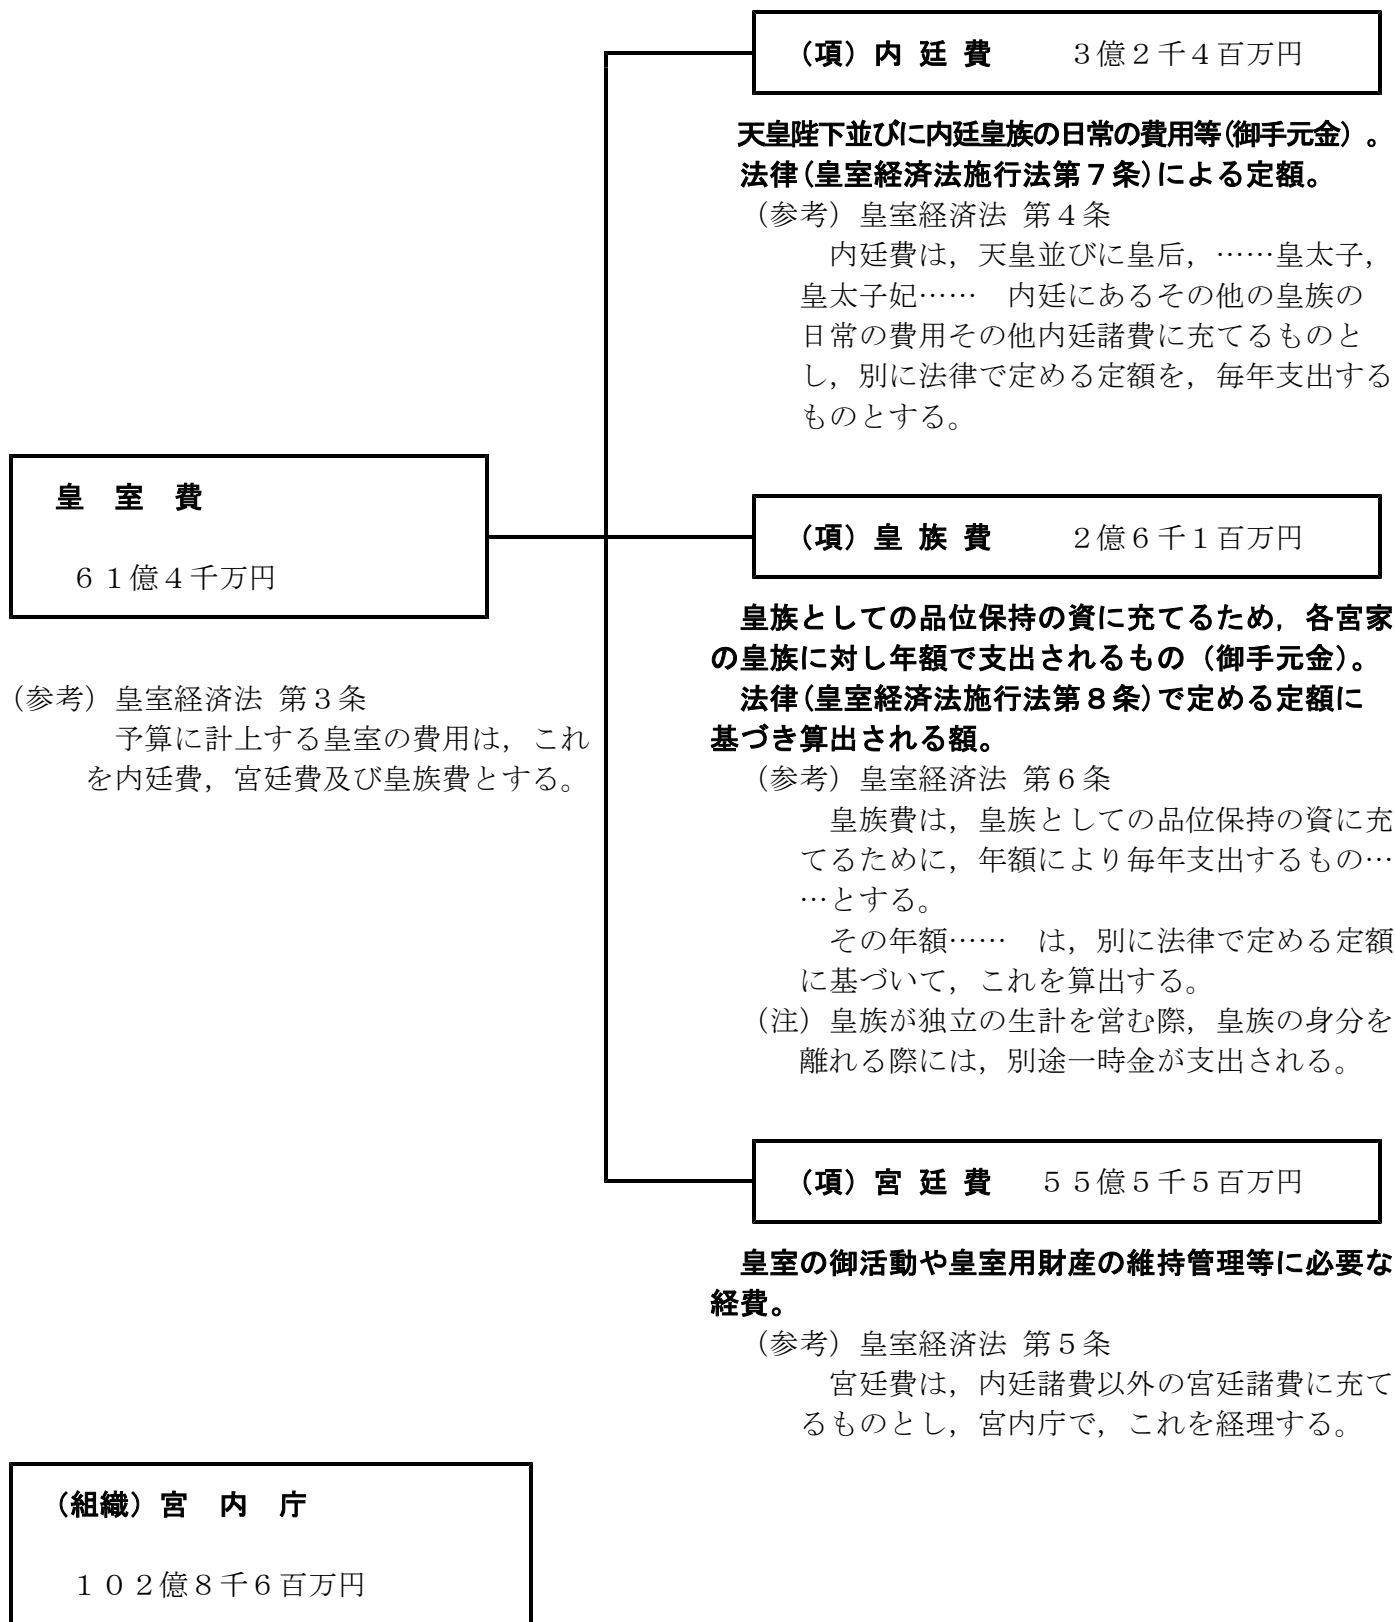 皇室費
61億4千万円
(参考)皇室経済法 第3条
予算に計上する皇室の費用は,これ
を内廷費,宮廷費及び皇族費とする。
(項)内廷費 3億2千4百万円
天皇陛下並びに内廷皇族の日常の費用等(御手元金)。
法律(皇室経済法施行法第7条)による定額。
(参考)皇室経済法 第4条
内廷費は,天皇並びに皇后,……皇太子,
皇太子妃…… 内廷にあるその他の皇族の
日常の費用その他内廷諸費に充てるものと
し,別に法律で定める定額を,毎年支出する
ものとする。
(項)皇族費 2億6千1百万円
皇族としての品位保持の資に充てるため,各宮家
の皇族に対し年額で支出されるもの(御手元金)。
法律(皇室経済法施行法第8条)で定める定額に
基づき算出される額。
(参考)皇室経済法 第6条
皇族費は,皇族としての品位保持の資に充
てるために,年額により毎年支出するもの…
…とする。
その年額…… は,別に法律で定める定額
に基づいて,これを算出する。
(注)皇族が独立の生計を営む際,皇族の身分を
離れる際には,別途一時金が支出される。
(項)宮廷費 55億5千5百万円
皇室の御活動や皇室用財産の維持管理等に必要な
経費。
(参考)皇室経済法 第5条
宮廷費は,内廷諸費以外の宮廷諸費に充て
るものとし,宮内庁で,これを経理する。
(組織)宮内庁
102億8千6百万円